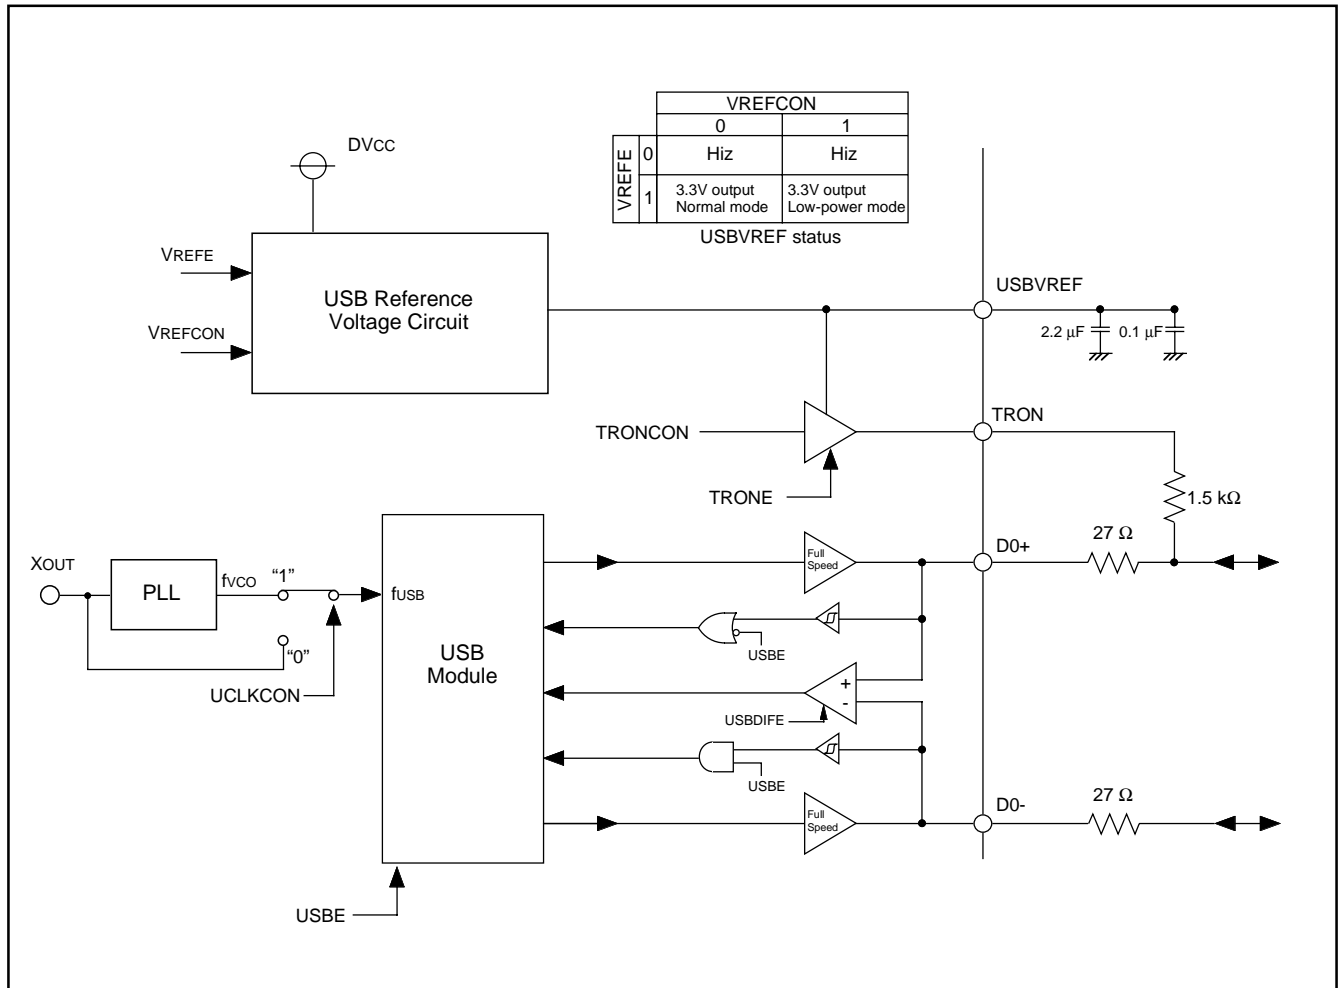 VREFCON
0 1
VREFE
0 Hiz Hiz
1 3.3V output 3.3V output
Normal mode Low-power mode
USBVREF status
DVCC
VREFE
VREFCON
USB Reference
Voltage Circuit
USBVREF
2.2 μF 0.1 μF
TRONCON
TRON
TRONE
1.5 kΩ
XOUT
PLL
fVCO
"1"
"0"
UCLKCON
fUSB
USB
Module
USBE
Full
Speed
D0+
27 Ω
USBE
+
-
USBDIFE
USBE
Full
Speed
D0-
27 Ω